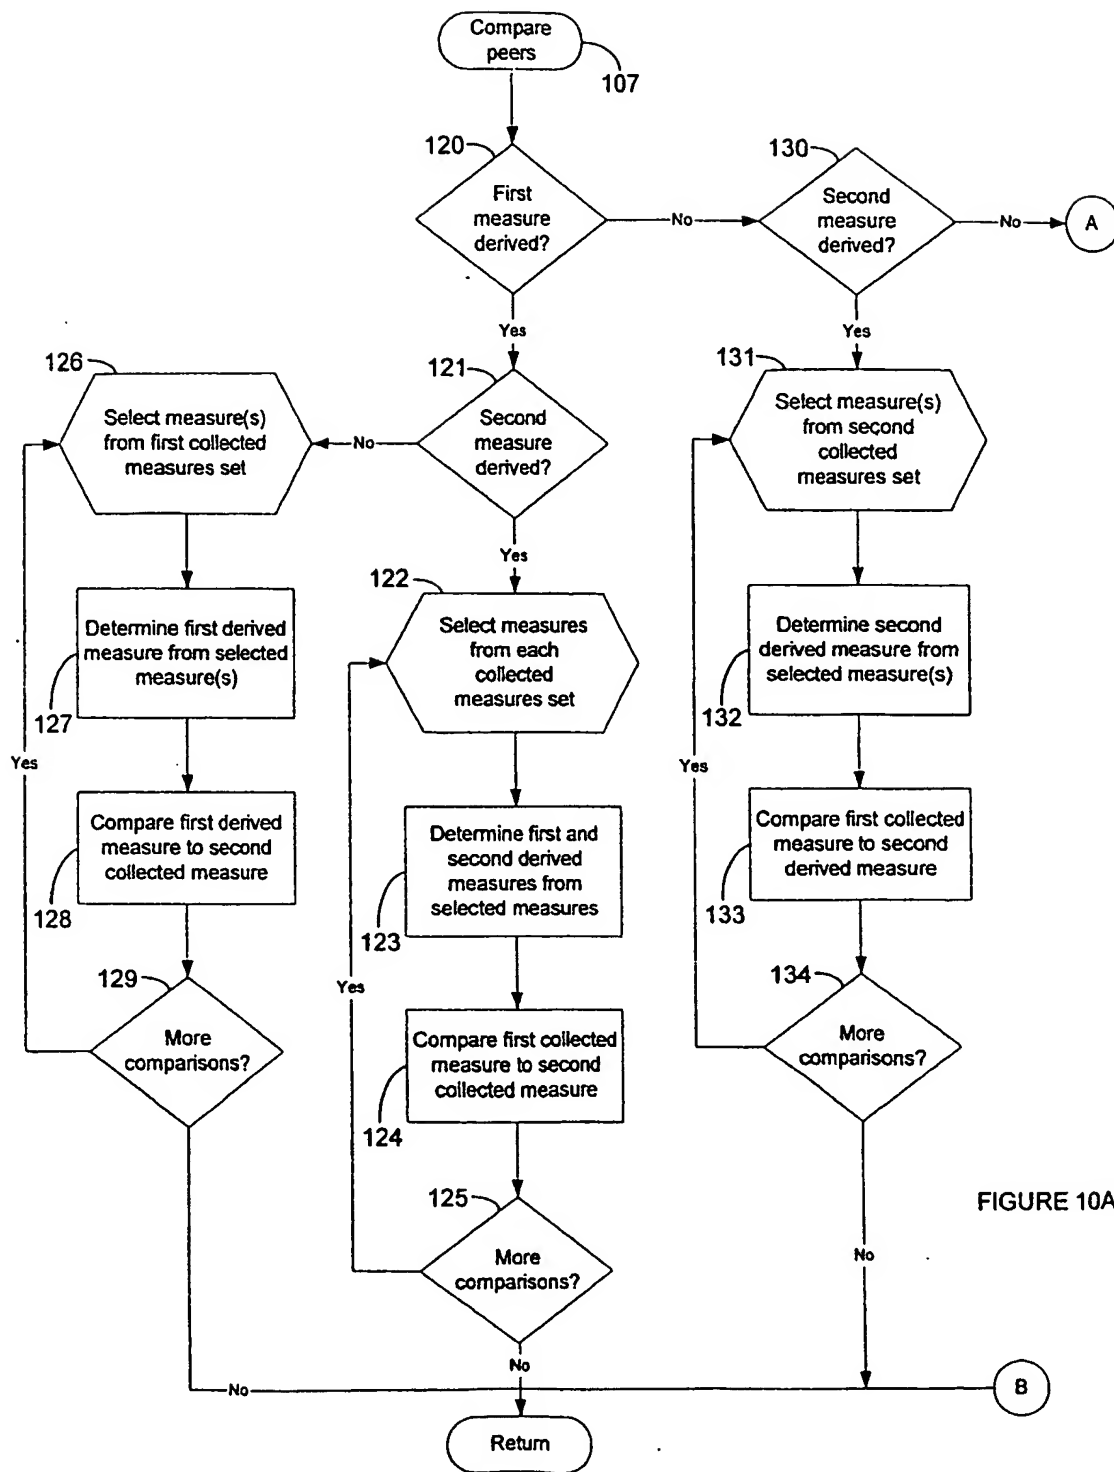 Compare
peers
107
120
First
measure
derived?
No
130
Second
measure
derived?
No
A
Yes
Yes
126
Select measure(s)
from first collected
measures set
121
Second
measure
derived?
No
131
Select measure(s)
from second
collected
measures set
Yes
122
Select measures
from each
collected
measures set
Determine first derived
measure from selected
measure(s)
127
Determine second
derived measure from
selected measure(s)
132
Yes
Yes
Compare first derived
measure to second
collected measure
128
Determine first and
second derived
measures from
selected measures
123
Compare first collected
measure to second
derived measure
133
129
More
comparisons?
Yes
Compare first collected
measure to second
collected measure
124
134
More
comparisons?
125
More
comparisons?
FIGURE 10A
No
No
No
B
Return